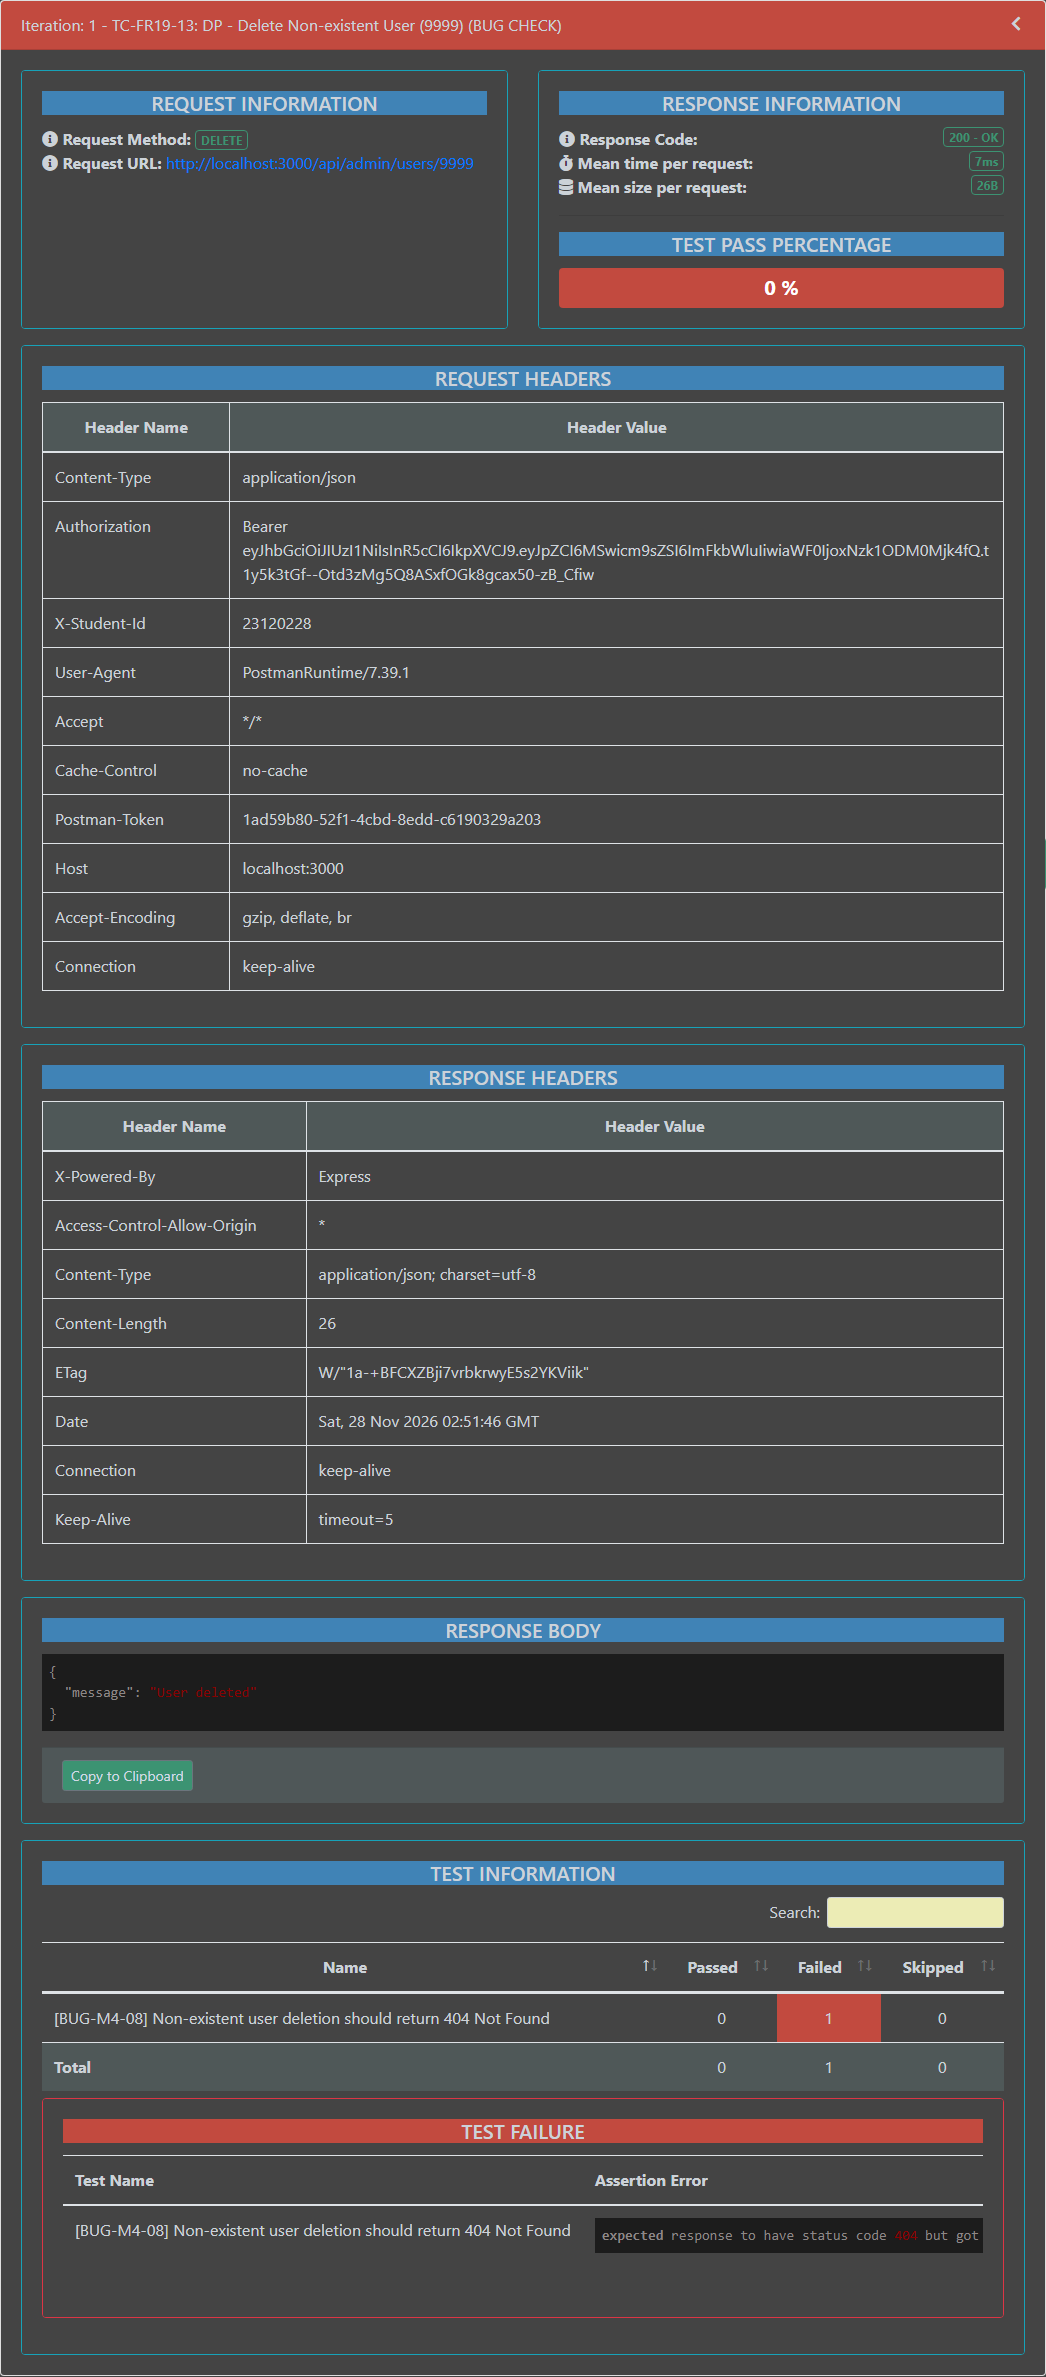 Iteration: 1 - TC-FR19-13: DP - Delete Non-existent User (9999) (BUG CHECK)
REQUEST INFORMATION
Request Method: DELETE
Request URL: http://localhost:3000/api/admin/users/9999
RESPONSE INFORMATION
Response Code: 200 - OK
Mean time per request: 7ms
Mean size per request: 26B
TEST PASS PERCENTAGE
0 %
REQUEST HEADERS
Header Name Header Value
Content-Type application/json
Authorization Bearer
eyJhbGciOiJIUzI1NiIsInR5cCI6IkpXVCJ9.eyJpZCI6MSwicm9sZSI6ImFkbWluIiwiaWF0IjoxNzk1ODM0Mjk4fQ.t
1y5k3tGf--Otd3zMg5Q8ASxfOGk8gcax50-zB_Cfiw
X-Student-Id 23120228
User-Agent PostmanRuntime/7.39.1
Accept */*
Cache-Control no-cache
Postman-Token 1ad59b80-52f1-4cbd-8edd-c6190329a203
Host localhost:3000
Accept-Encoding gzip, deflate, br
Connection keep-alive
RESPONSE HEADERS
Header Name Header Value
X-Powered-By Express
Access-Control-Allow-Origin *
Content-Type application/json; charset=utf-8
Content-Length 26
ETag W/"1a-+BFCXZBji7vrbkrwyE5s2YKViik"
Date Sat, 28 Nov 2026 02:51:46 GMT
Connection keep-alive
Keep-Alive timeout=5
RESPONSE BODY
{
"message": "User deleted"
}
Copy to Clipboard
TEST INFORMATION
Search:
Name Passed Failed Skipped
[BUG-M4-08] Non-existent user deletion should return 404 Not Found 0 1 0
Total 0 1 0
TEST FAILURE
Test Name Assertion Error
[BUG-M4-08] Non-existent user deletion should return 404 Not Found expected response to have status code 404 but got